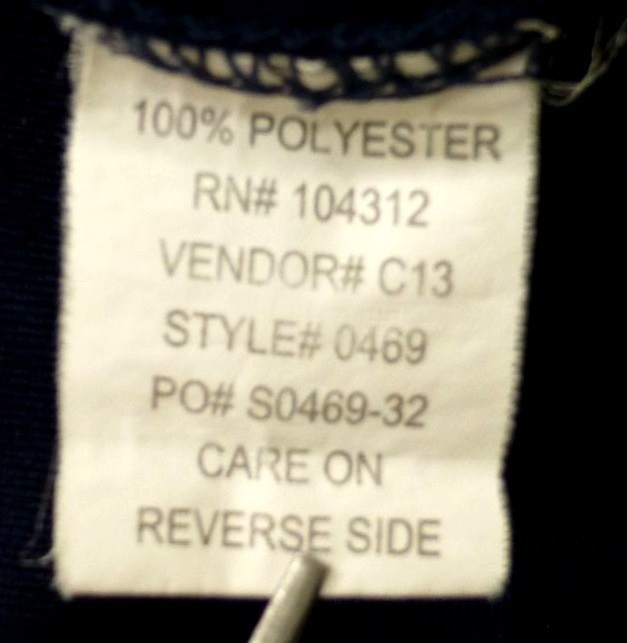 100% POLYESTER
RN# 104312
VENDOR# C13
STYLE# 0469
PO# S0469-32
CARE ON
REVERSE SIDE